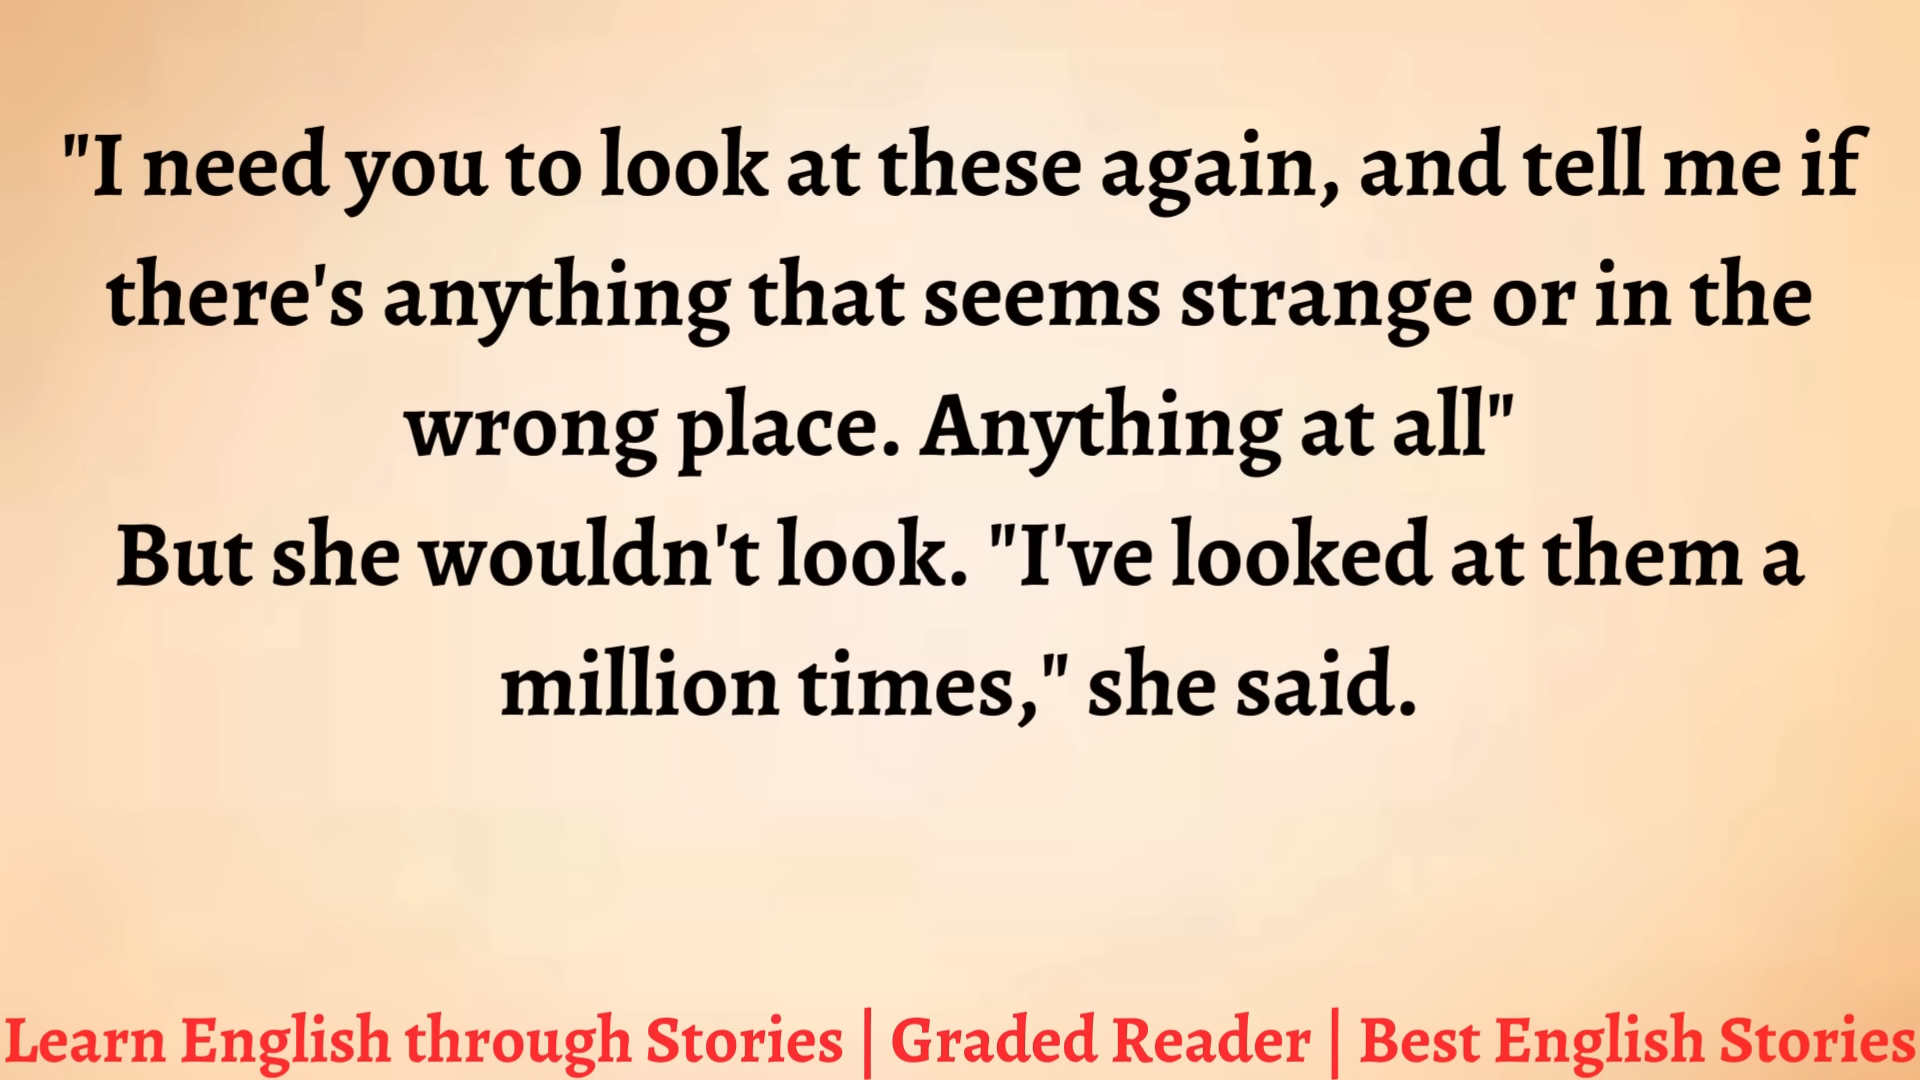 "I need you to look at these again, and tell me if
there's anything that seems strange or in the
wrong place. Anything at all"
But she wouldn't look. "I've looked at them a
million times," she said.
Learn English through Stories | Graded Reader | Best English Stories